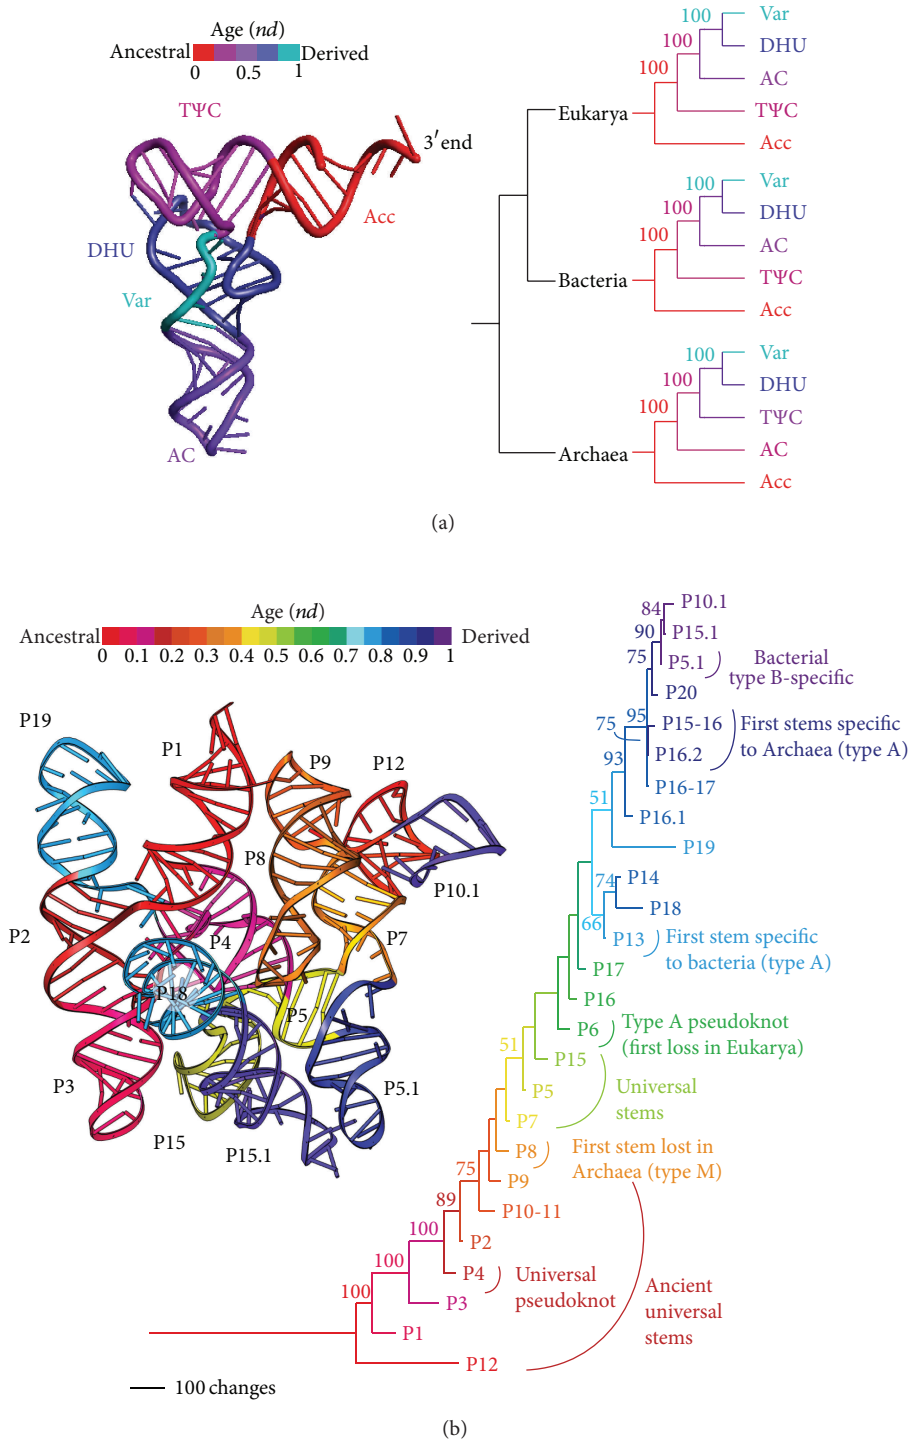 Age (nd)
Ancestral
Derived
0
0.5
1
TΨC
3′ end
Acc
DHU
Var
AC
Eukarya
100
100
100
Var
DHU
AC
TΨC
Acc
Bacteria
100
100
100
Var
DHU
AC
TΨC
Acc
Archaea
100
100
100
Var
DHU
TΨC
AC
Acc
(a)
Age (nd)
Ancestral
Derived
0 0.1 0.2 0.3 0.4 0.5 0.6 0.7 0.8 0.9 1
P19
P1
P9
P12
P8
P10.1
P2
P4
P7
P18
P5
P3
P5.1
P15
P15.1
84
P10.1
90
P15.1
75
P5.1
Bacterial
type B-specific
P20
95
P15-16
75
First stems specific
to Archaea (type A)
P16.2
93
P16-17
51
P16.1
P19
74
P14
P18
66
P13
First stem specific
to bacteria (type A)
P17
P16
P6
Type A pseudoknot
(first loss in Eukarya)
51
P15
P5
Universal
stems
P7
P8
First stem lost in
Archaea (type M)
75
P9
89
P10-11
100
P2
P4
Universal
pseudoknot
100
P3
Ancient
universal
stems
100
P1
P12
100 changes
(b)